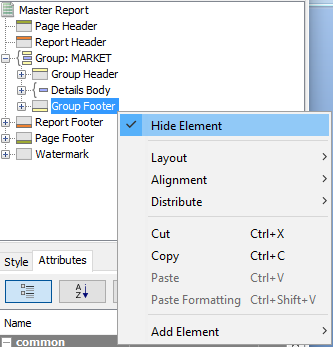 Master Report
Page Header
Report Header
Group: MARKET
Group Header
Details Body
Group Footer
Report Footer
Page Footer
Watermark
Hide Element
Layout
Alignment
Distribute
Cut Ctrl+X
Copy Ctrl+C
Paste Ctrl+V
Paste Formatting Ctrl+Shift+V
Add Element
Style Attributes
A Z
Name
common